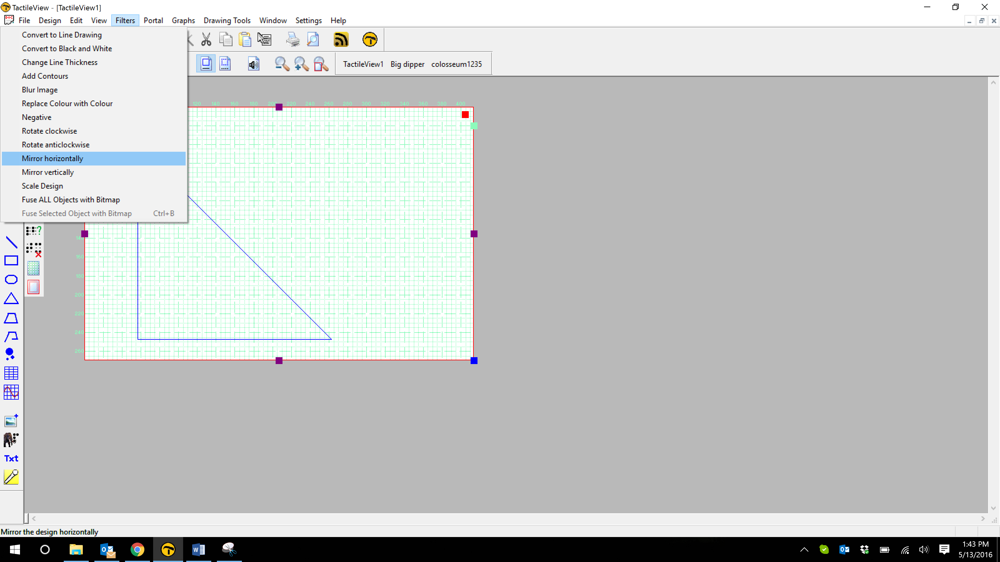 TactileView - [TactileView1]
File Design Edit View Filters Portal Graphs Drawing Tools Window Settings Help
Convert to Line Drawing
Convert to Black and White
Change Line Thickness
Add Contours
Blur Image
Replace Colour with Colour
Negative
Rotate clockwise
Rotate anticlockwise
Mirror horizontally
Mirror vertically
Scale Design
Fuse ALL Objects with Bitmap
Fuse Selected Object with Bitmap Ctrl+B
TactileView1 Big dipper colosseum1235
120 140 160 180 200 220 240 260 280 300 320 340 360 380 400
140
160
180
200
220
240
260
Txt
Mirror the design horizontally
1:43 PM
5/13/2016